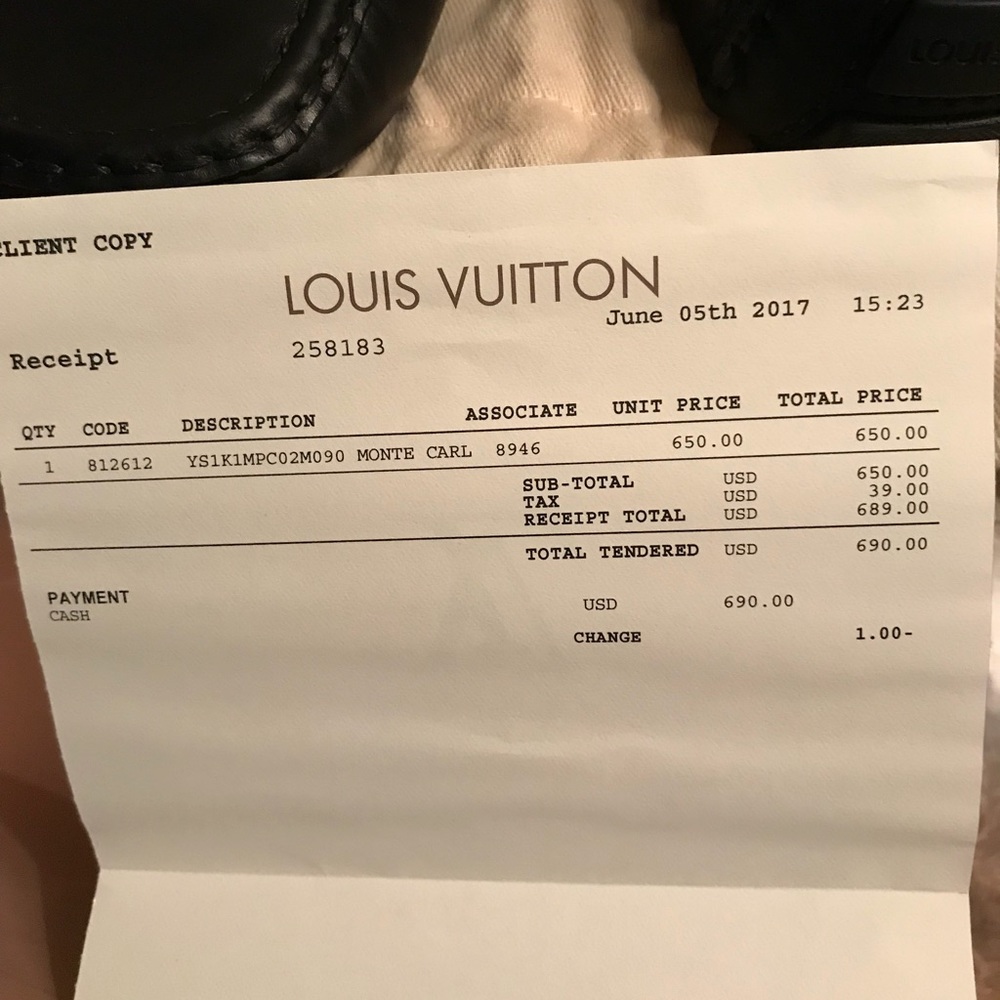 LOUIS
CLIENT COPY
LOUIS VUITTON
June 05th 2017 15:23
Receipt 258183
QTY CODE DESCRIPTION ASSOCIATE UNIT PRICE TOTAL PRICE
1 812612 YS1K1MPC02M090 MONTE CARL 8946 650.00 650.00
SUB-TOTAL USD 650.00
TAX USD 39.00
RECEIPT TOTAL USD 689.00
TOTAL TENDERED USD 690.00
PAYMENT
CASH USD 690.00
CHANGE 1.00-